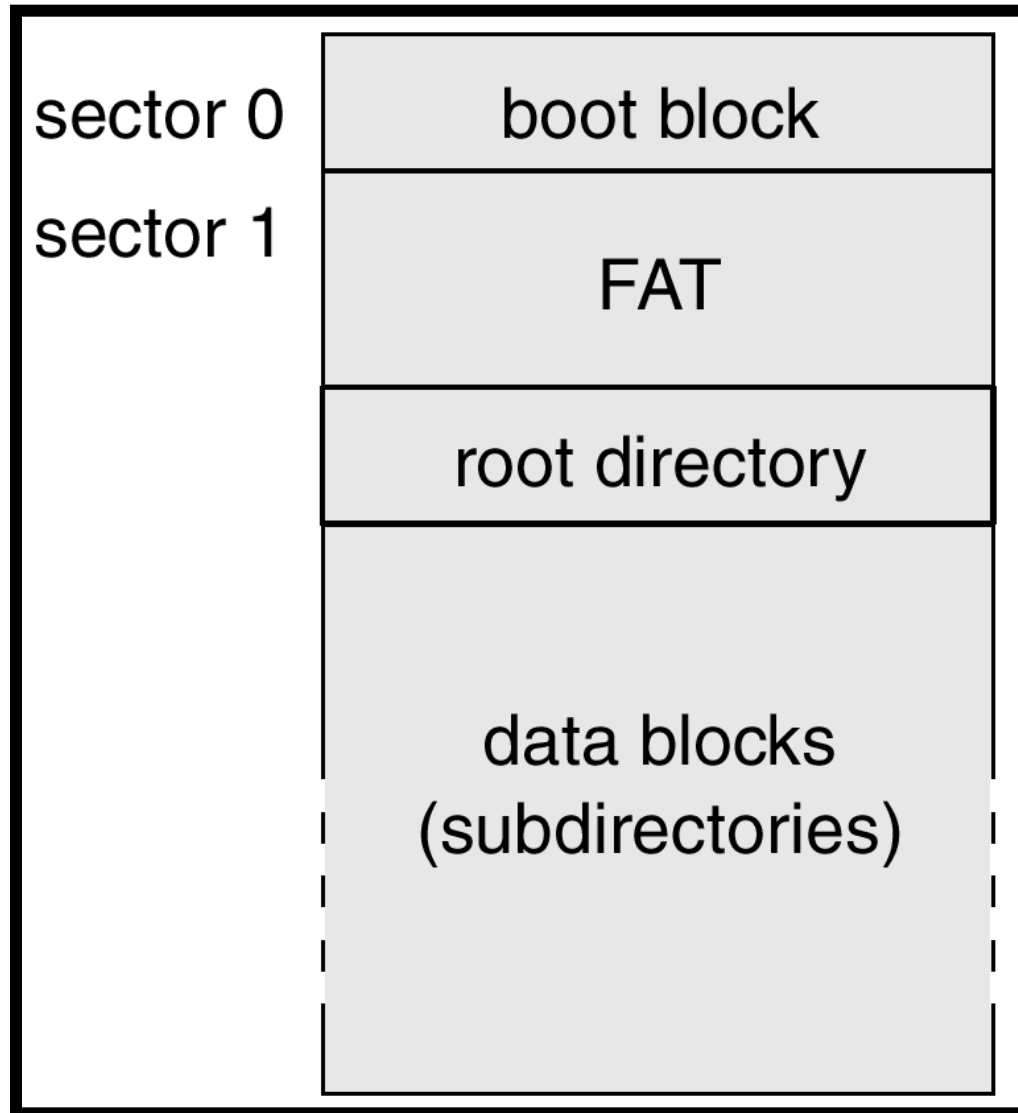 sector 0
boot block
sector 1
FAT
root directory
data blocks
(subdirectories)